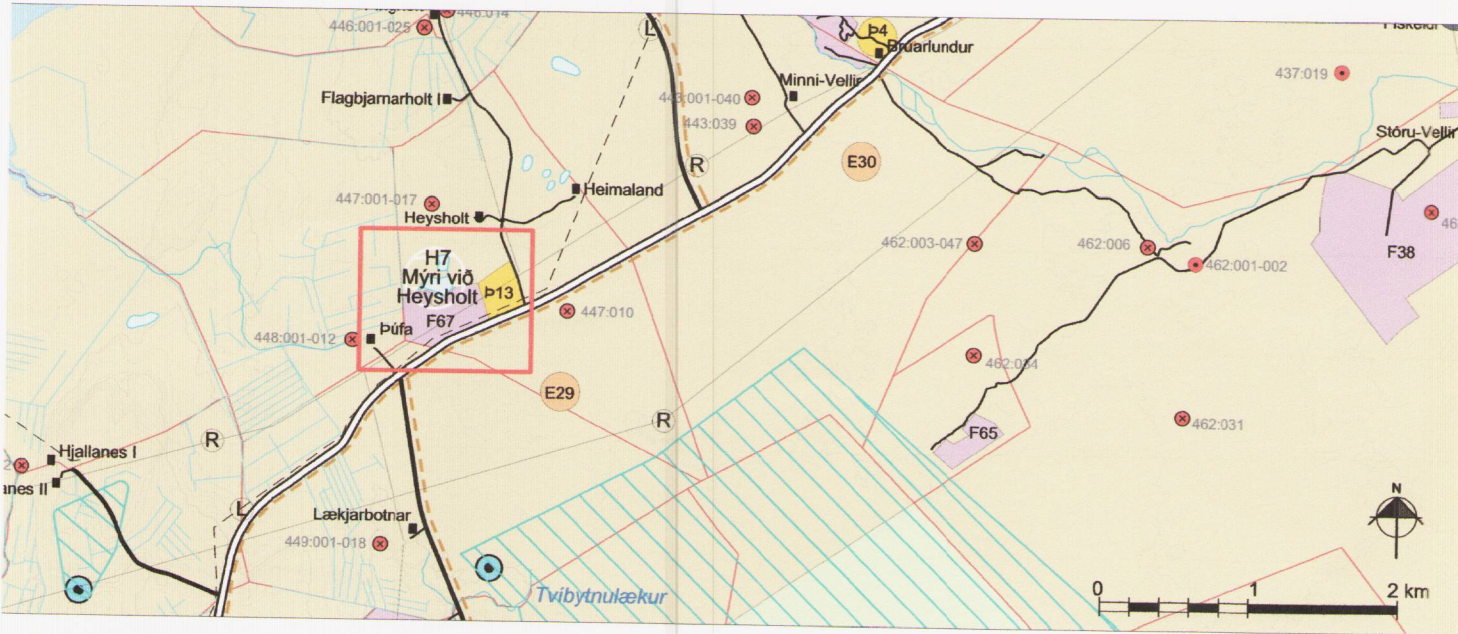 446:014
446:001-025
Þ4
Brúarlundur
437:019
Flagbjarnarholt I
L
443:001-040
Minni-Vellir
443:039
Stóru-Vellir
R
E30
447:001-017
Heimaland
Heysholt
462:003-047
462:006
462:001-002
F38
H7
Mýri við
Heysholt
Þ13
F67
447:010
448:001-012
Þúfa
462:034
E29
R
462:031
F65
R
Hjallanes I
L
Lækjarbotnar
449:001-018
Tvíbytnulækur
N
0 1 2 km